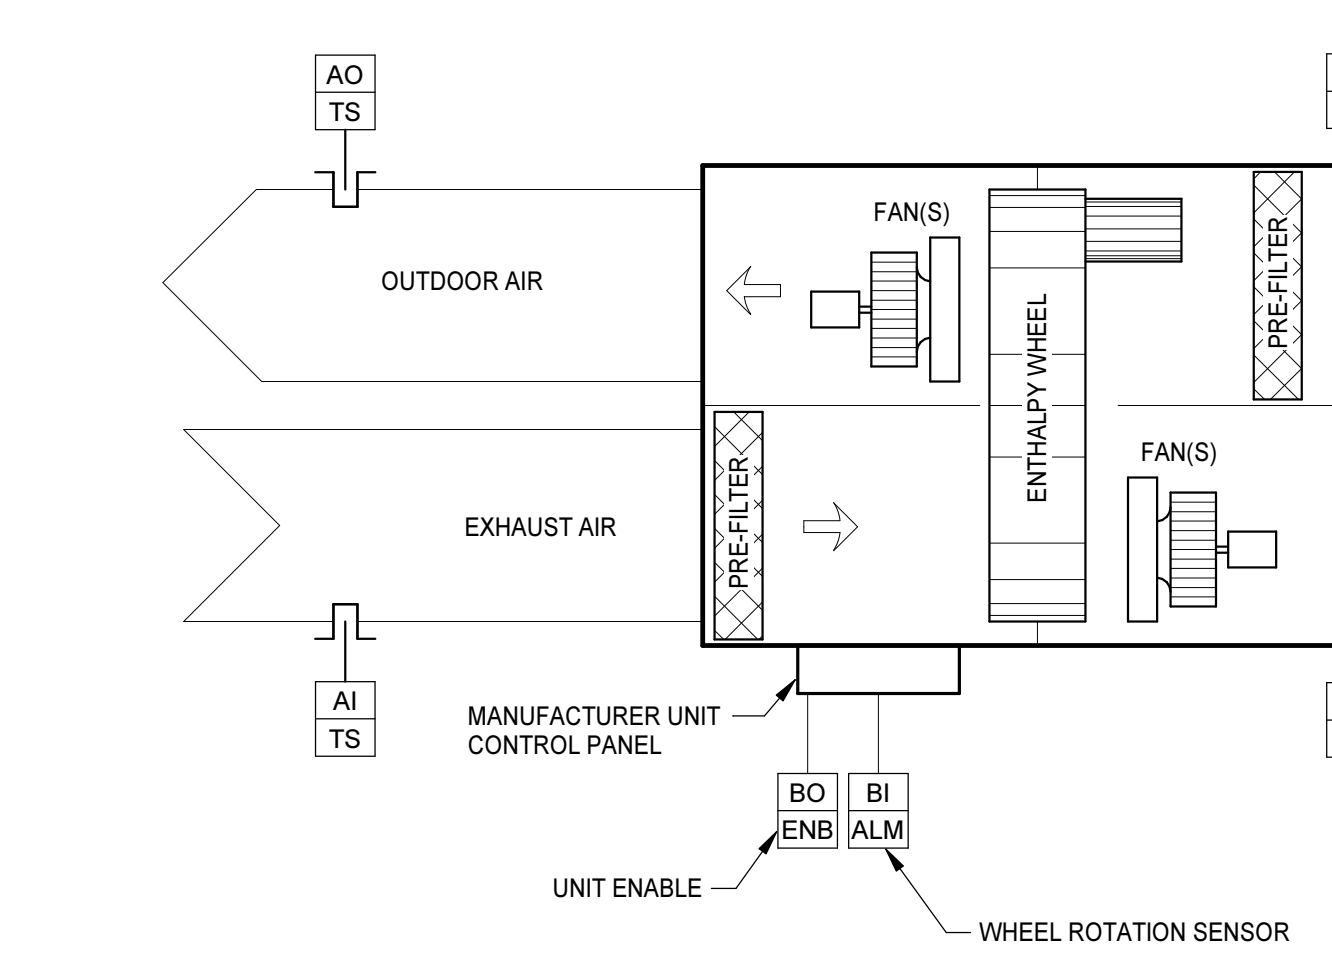 AO
TS
FAN(S)
OUTDOOR AIR
PRE-FILTER
ENTHALPY WHEEL
FAN(S)
PRE-FILTER
EXHAUST AIR
AI
TS
MANUFACTURER UNIT
CONTROL PANEL
BO
BI
ENB
ALM
UNIT ENABLE
WHEEL ROTATION SENSOR